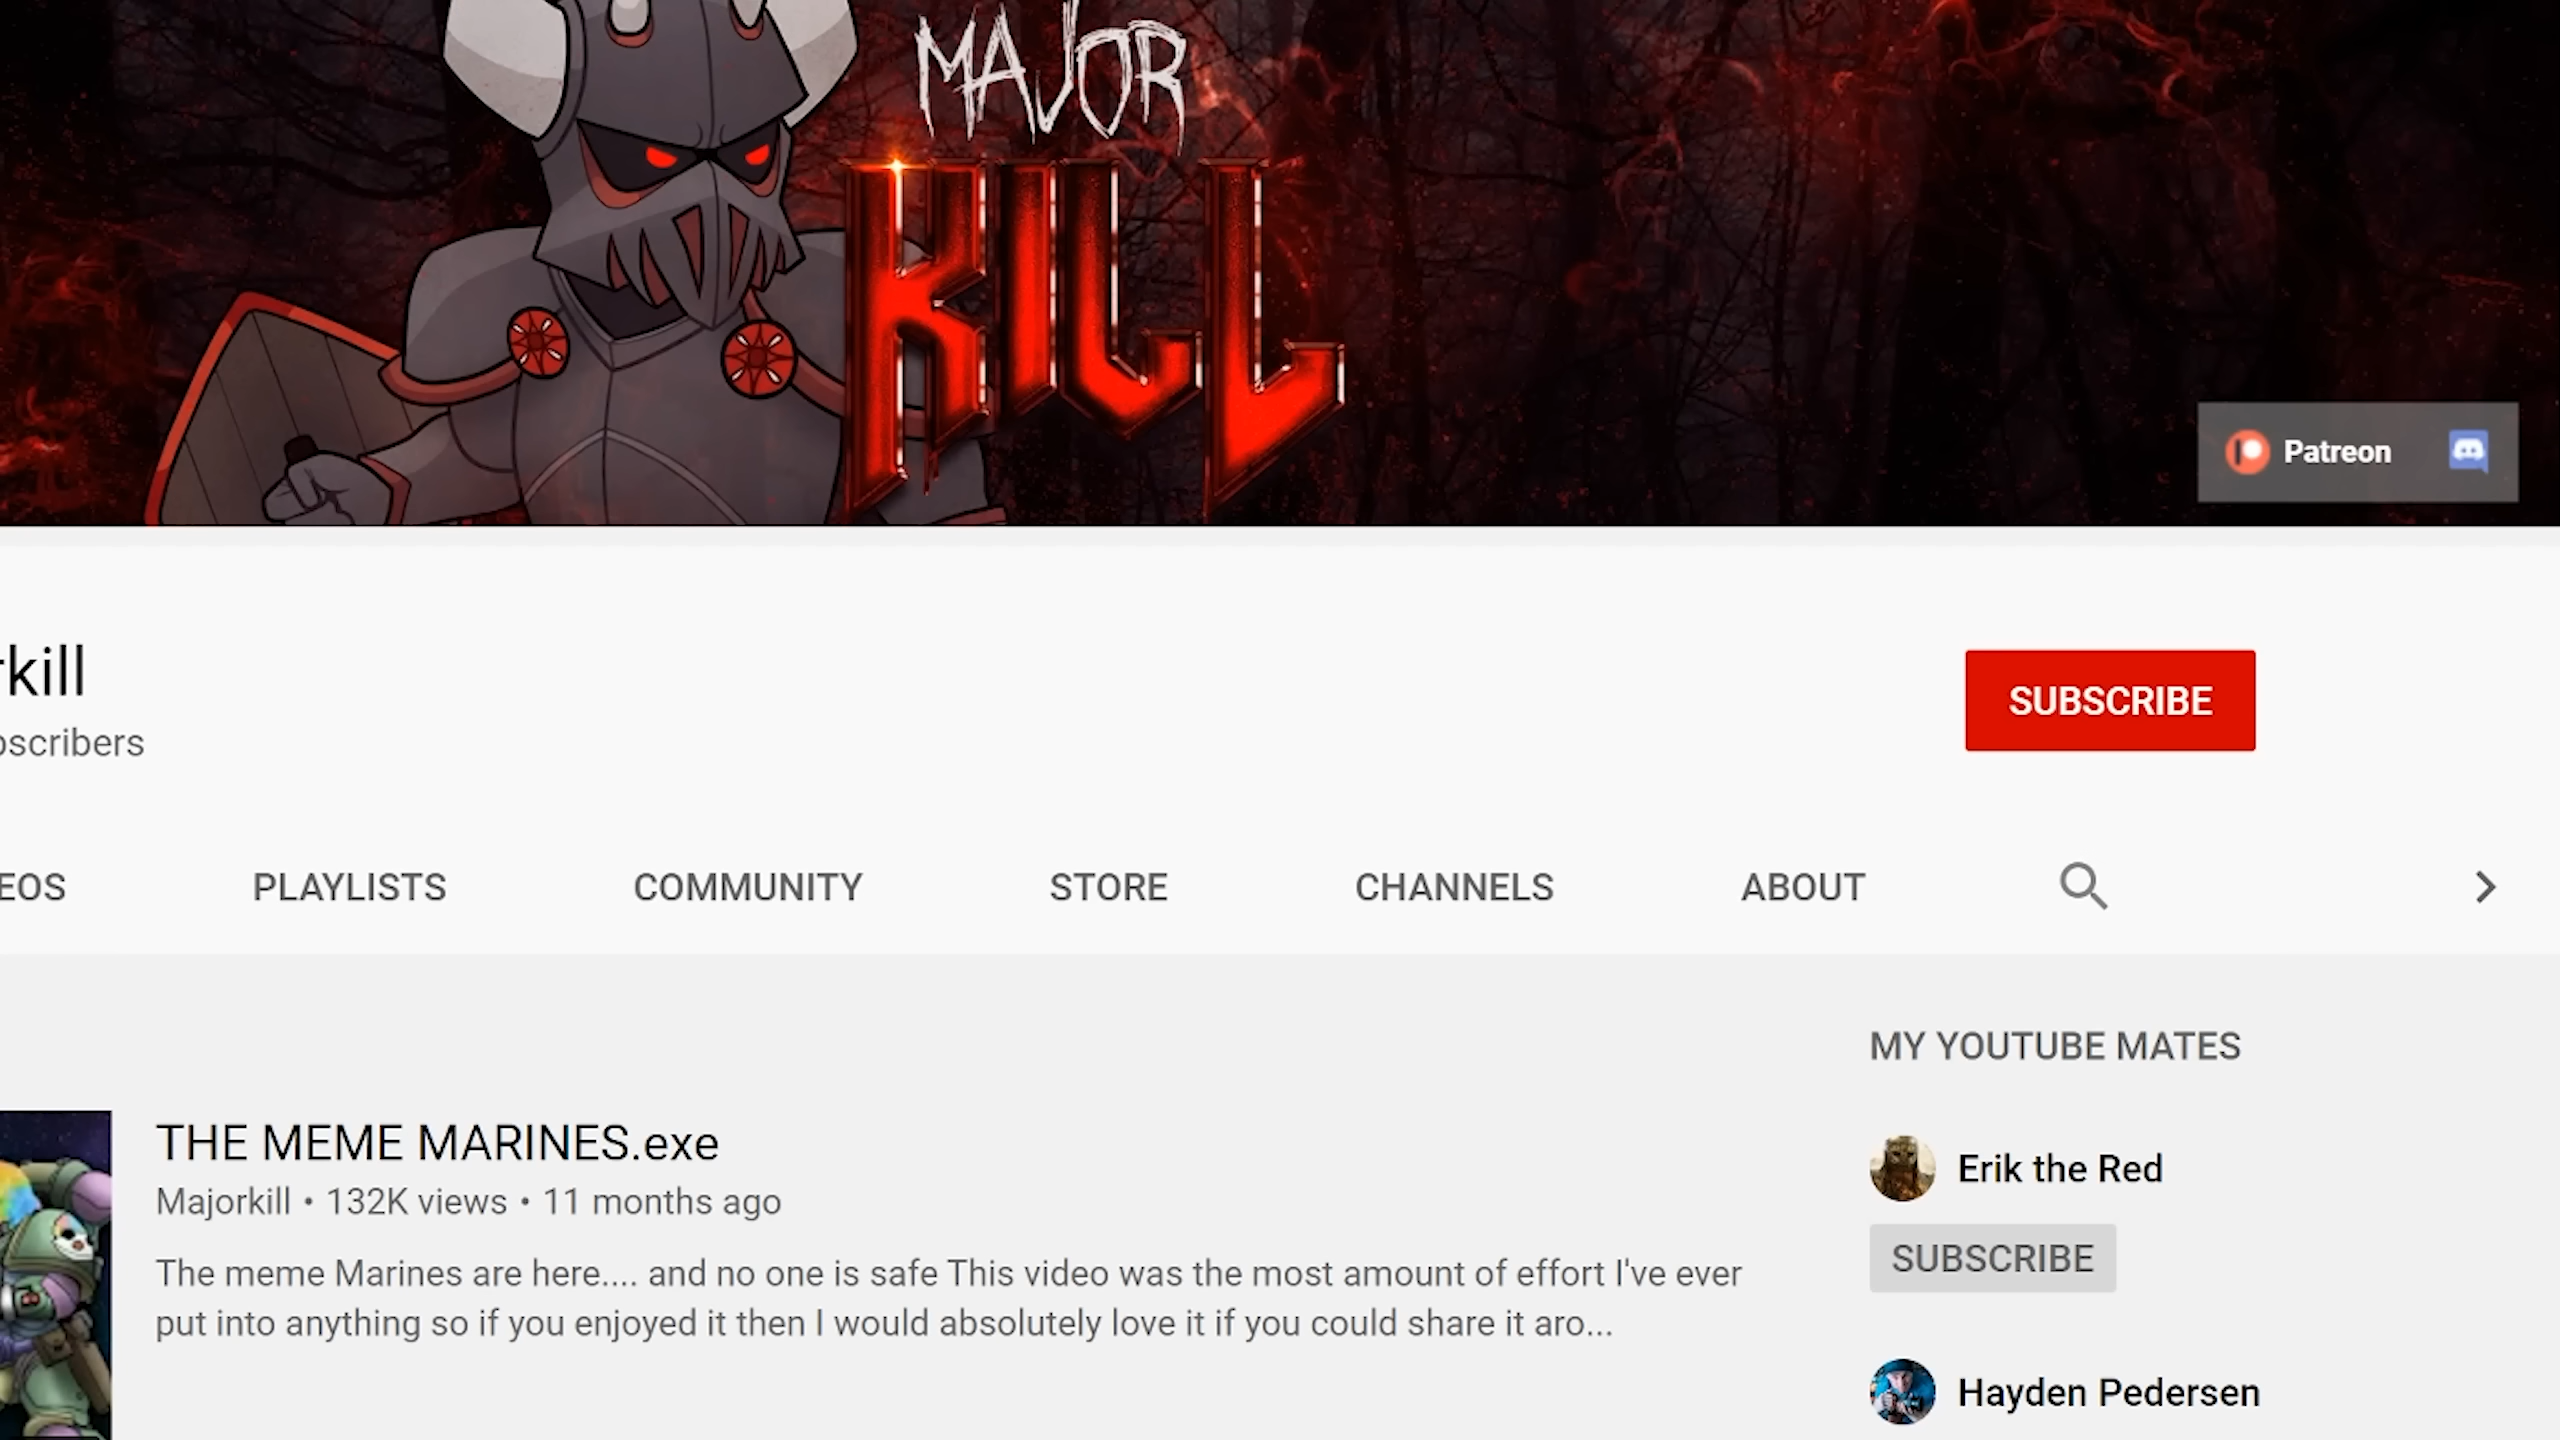 MAJOR
KILL
Patreon
rkill
SUBSCRIBE
bscribers
EOS
PLAYLISTS
COMMUNITY
STORE
CHANNELS
ABOUT
MY YOUTUBE MATES
THE MEME MARINES.exe
Majorkill • 132K views • 11 months ago
The meme Marines are here.... and no one is safe This video was the most amount of effort I've ever
put into anything so if you enjoyed it then I would absolutely love it if you could share it aro...
Erik the Red
SUBSCRIBE
Hayden Pedersen